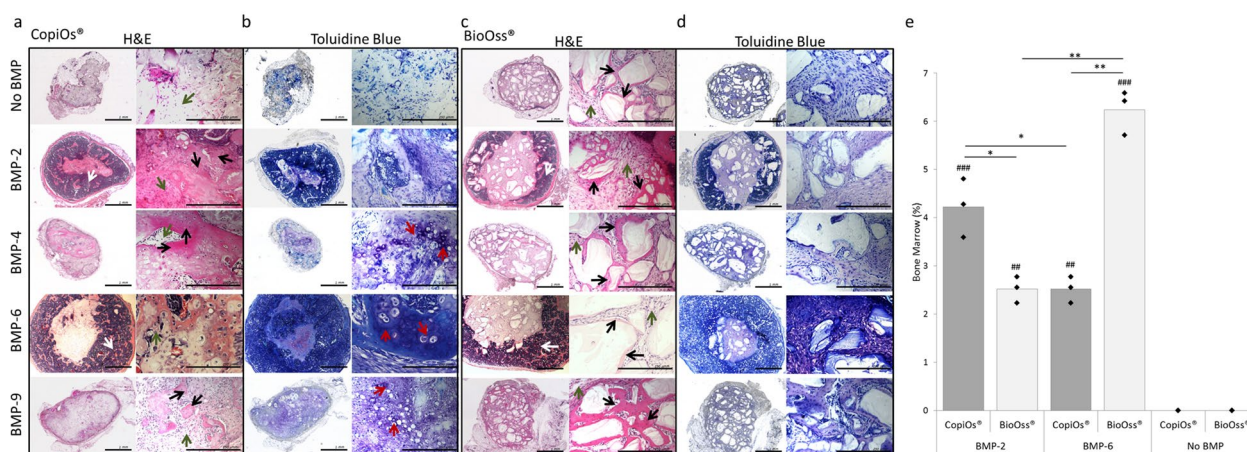 a
b
c
d
e
CopiOs®
H&E
Toluidine Blue
BioOss®
H&E
Toluidine Blue
No BMP
BMP-2
BMP-4
BMP-6
BMP-9
Bone Marrow (%)
7
6
5
4
3
2
1
0
**
**
*
*
###
##
##
###
CopiOs®
BioOss®
CopiOs®
BioOss®
CopiOs®
BioOss®
BMP-2
BMP-6
No BMP